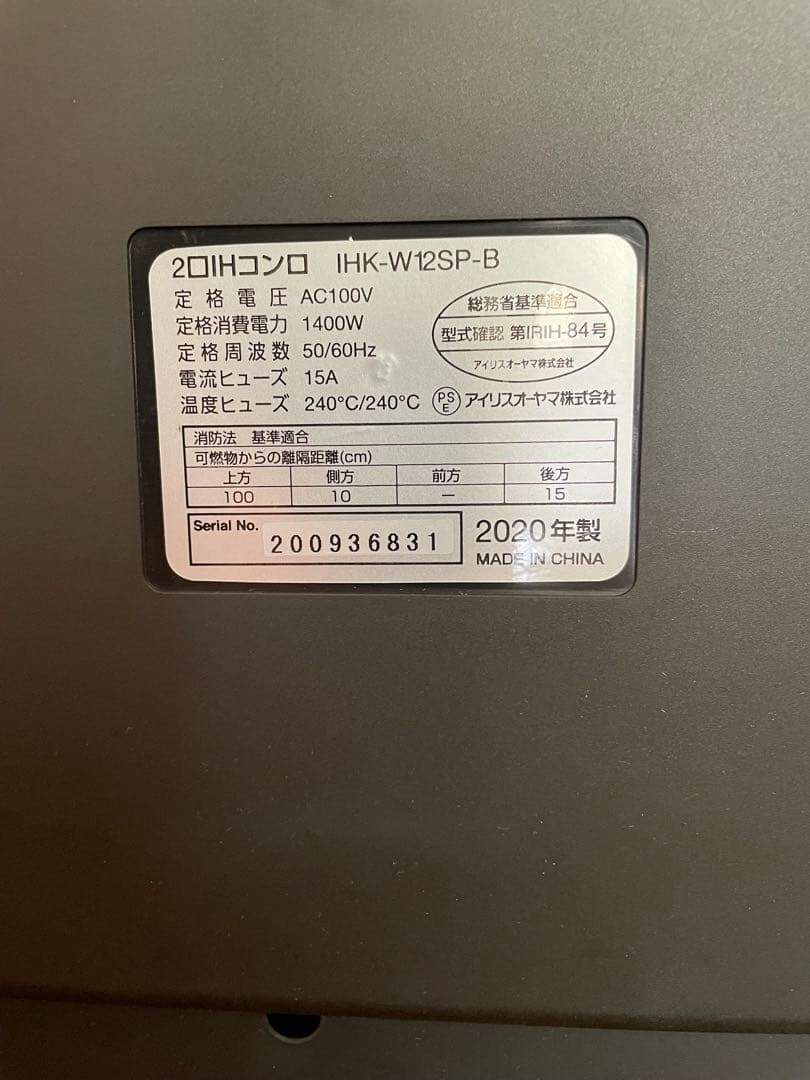 2口IHコンロ IHK-W12SP-B
定格電圧 AC100V
定格消費電力 1400W
定格周波数 50/60Hz
電流ヒューズ 15A
温度ヒューズ 240°C/240°C
総務省基準適合
型式確認 第IRIH-84号
アイリスオーヤマ株式会社
PSE アイリスオーヤマ株式会社
消防法 基準適合
可燃物からの離隔距離(cm)
上方 側方 前方 後方
100 10 — 15
Serial No. 200936831
2020年製
MADE IN CHINA